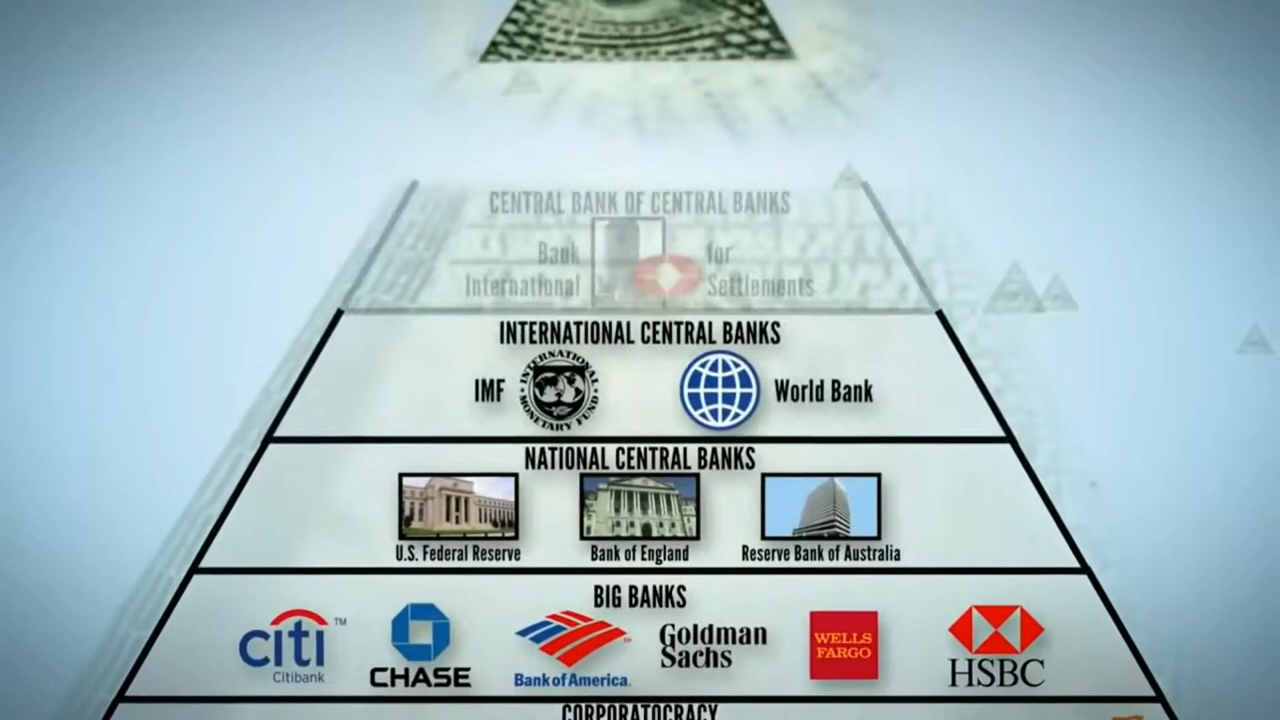 CENTRAL BANK OF CENTRAL BANKS
Bank for
International Settlements
INTERNATIONAL CENTRAL BANKS
IMF INTERNATIONAL MONETARY FUND World Bank
NATIONAL CENTRAL BANKS
U.S. Federal Reserve Bank of England Reserve Bank of Australia
BIG BANKS
citi™
Citibank
CHASE
Bank of America
Goldman
Sachs
WELLS
FARGO
HSBC
CORPORATOCRACY